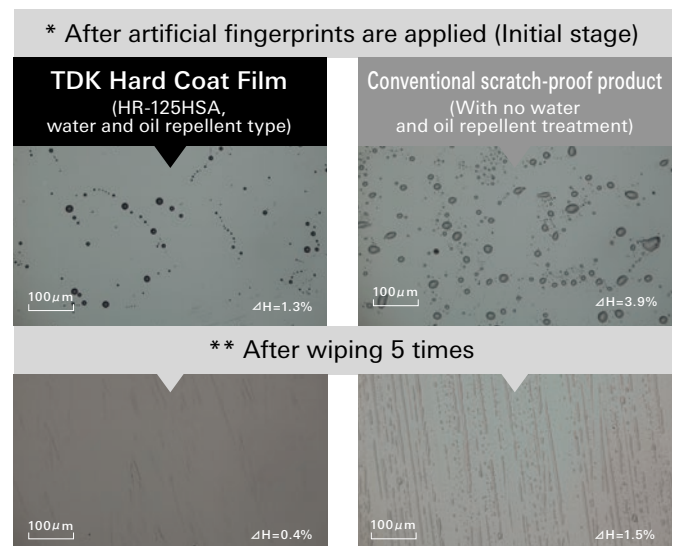 * After artificial fingerprints are applied (Initial stage)
TDK Hard Coat Film
(HR-125HSA,
water and oil repellent type)
Conventional scratch-proof product
(With no water
and oil repellent treatment)
100μm
⊿H=1.3%
100μm
⊿H=3.9%
** After wiping 5 times
100μm
⊿H=0.4%
100μm
⊿H=1.5%